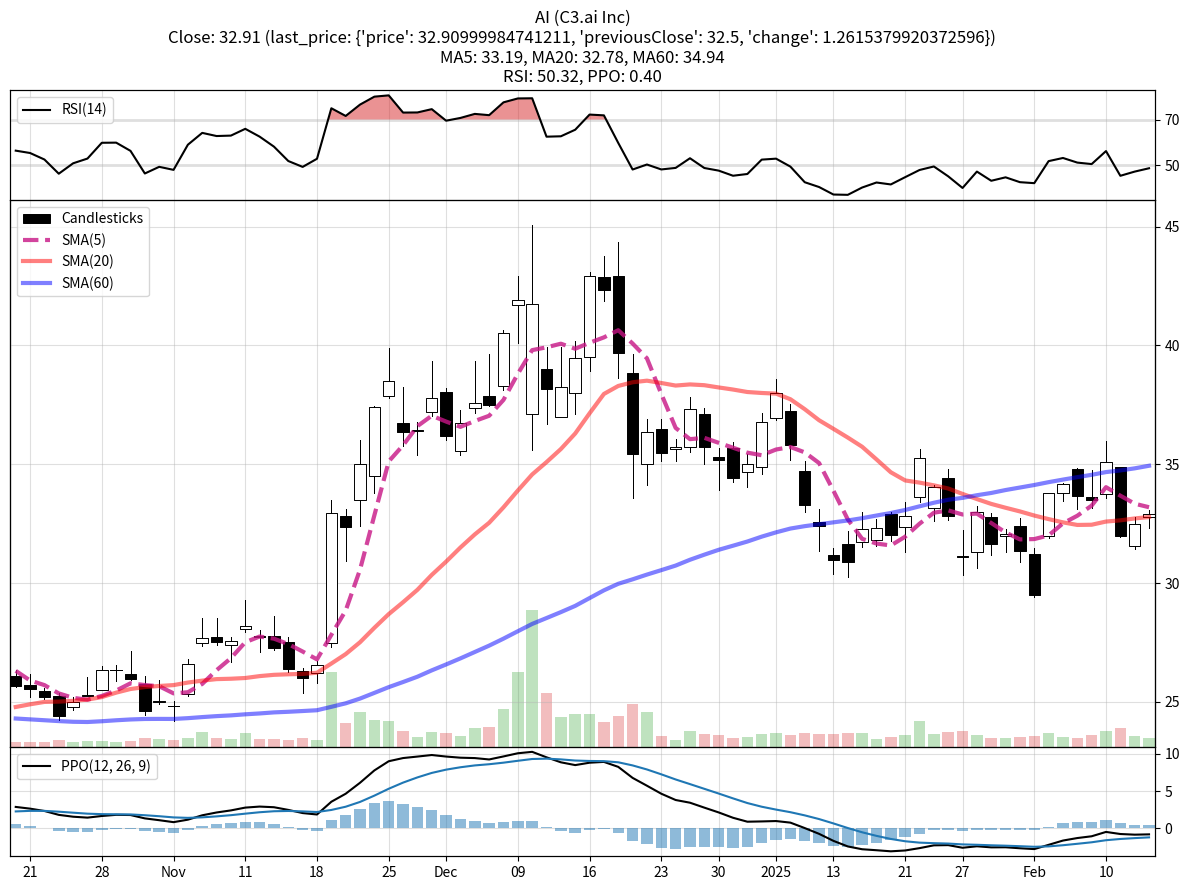 AI (C3.ai Inc)
Close: 32.91 (last_price: {'price': 32.90999984741211, 'previousClose': 32.5, 'change': 1.2615379920372596})
MA5: 33.19, MA20: 32.78, MA60: 34.94
RSI: 50.32, PPO: 0.40
RSI(14)
70
50
Candlesticks
SMA(5)
SMA(20)
SMA(60)
45
40
35
30
25
PPO(12, 26, 9)
10
5
0
21 28 Nov 11 18 25 Dec 09 16 23 30 2025 13 21 27 Feb 10